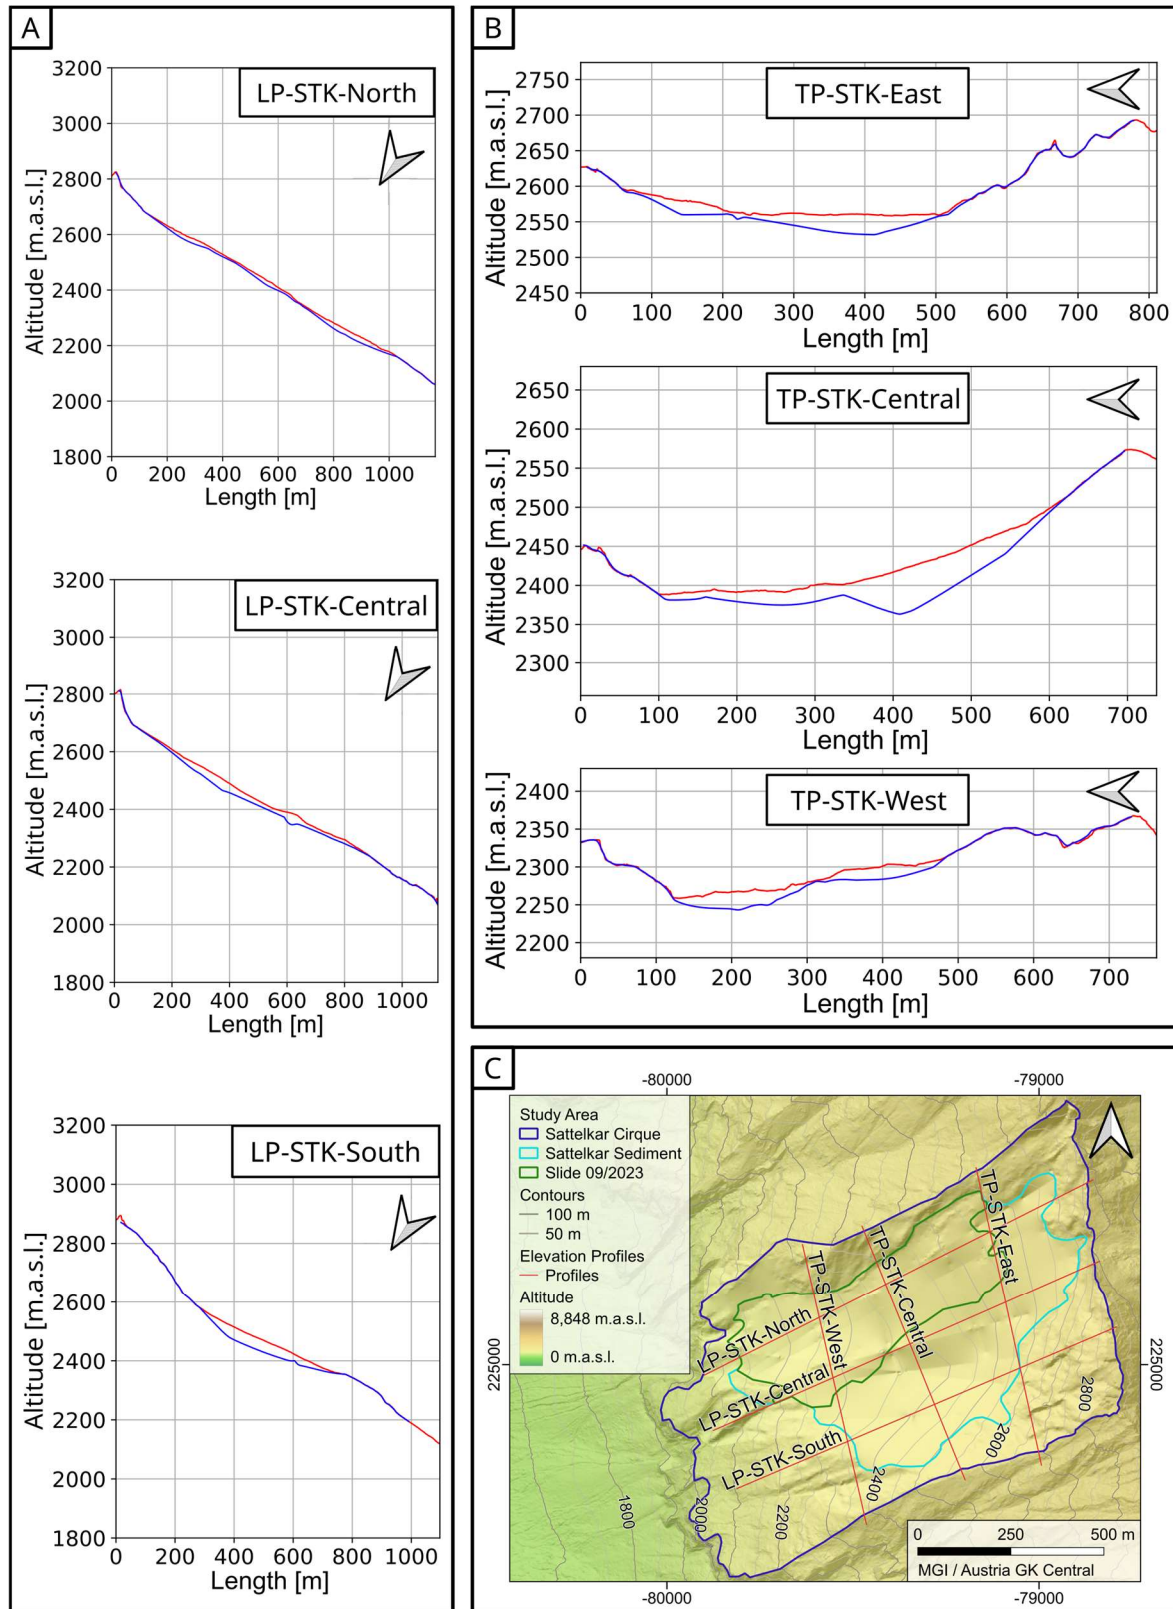 A
LP-STK-North
3200
3000
2800
2600
2400
2200
2000
1800
Altitude [m.a.s.l.]
0 200 400 600 800 1000
Length [m]
LP-STK-Central
3200
3000
2800
2600
2400
2200
2000
1800
Altitude [m.a.s.l.]
0 200 400 600 800 1000
Length [m]
LP-STK-South
3200
3000
2800
2600
2400
2200
2000
1800
Altitude [m.a.s.l.]
0 200 400 600 800 1000
Length [m]
B
TP-STK-East
2750
2700
2650
2600
2550
2500
2450
Altitude [m.a.s.l.]
0 100 200 300 400 500 600 700 800
Length [m]
TP-STK-Central
2650
2600
2550
2500
2450
2400
2350
2300
Altitude [m.a.s.l.]
0 100 200 300 400 500 600 700
Length [m]
TP-STK-West
2400
2350
2300
2250
2200
Altitude [m.a.s.l.]
0 100 200 300 400 500 600 700
Length [m]
C
-80000 -79000
Study Area
Sattelkar Cirque
Sattelkar Sediment
Slide 09/2023
Contours
100 m
50 m
Elevation Profiles
Profiles
Altitude
8,848 m.a.s.l.
0 m.a.s.l.
225000
225000
TP-STK-East
TP-STK-Central
TP-STK-West
LP-STK-North
LP-STK-Central
LP-STK-South
2800
2600
2400
2200
2000
1800
0 250 500 m
MGI / Austria GK Central
-80000 -79000